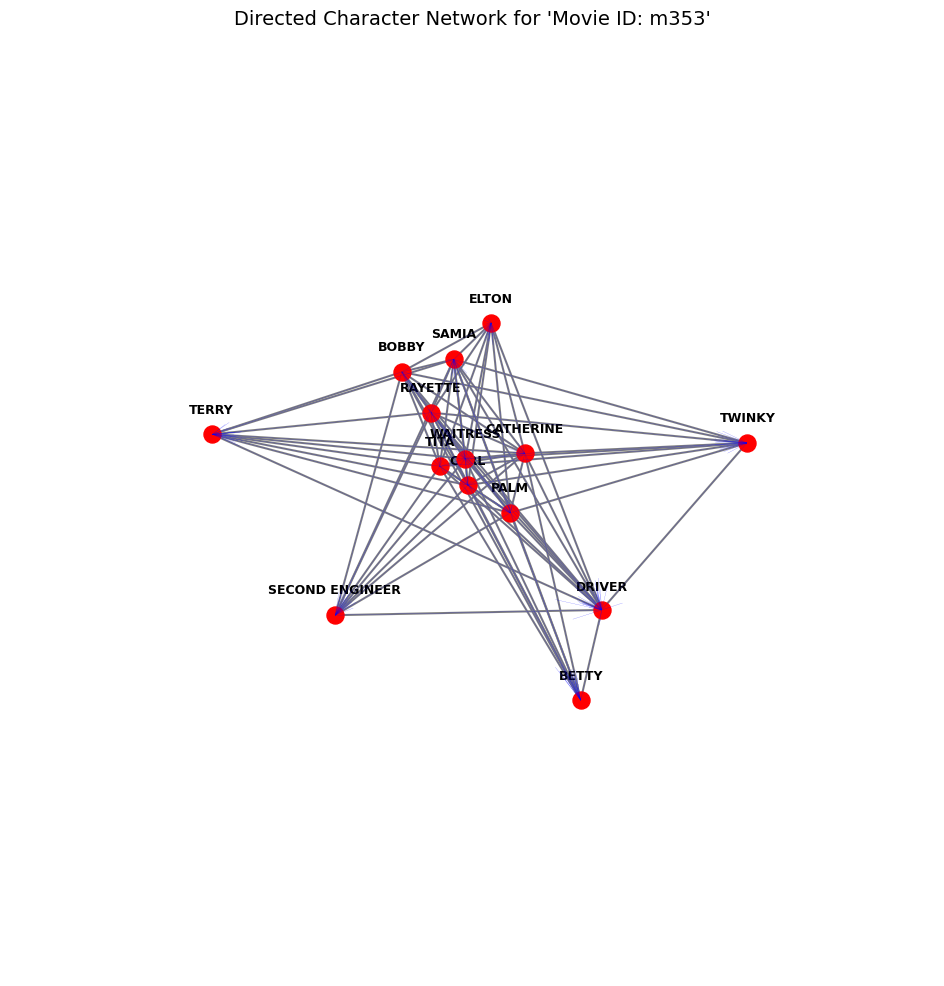 Directed Character Network for 'Movie ID: m353'
ELTON
SAMIA
BOBBY
RAYETTE
TERRY
TWINKY
CATHERINE
WAITRESS
TITA
CARL
PALM
DRIVER
SECOND ENGINEER
BETTY